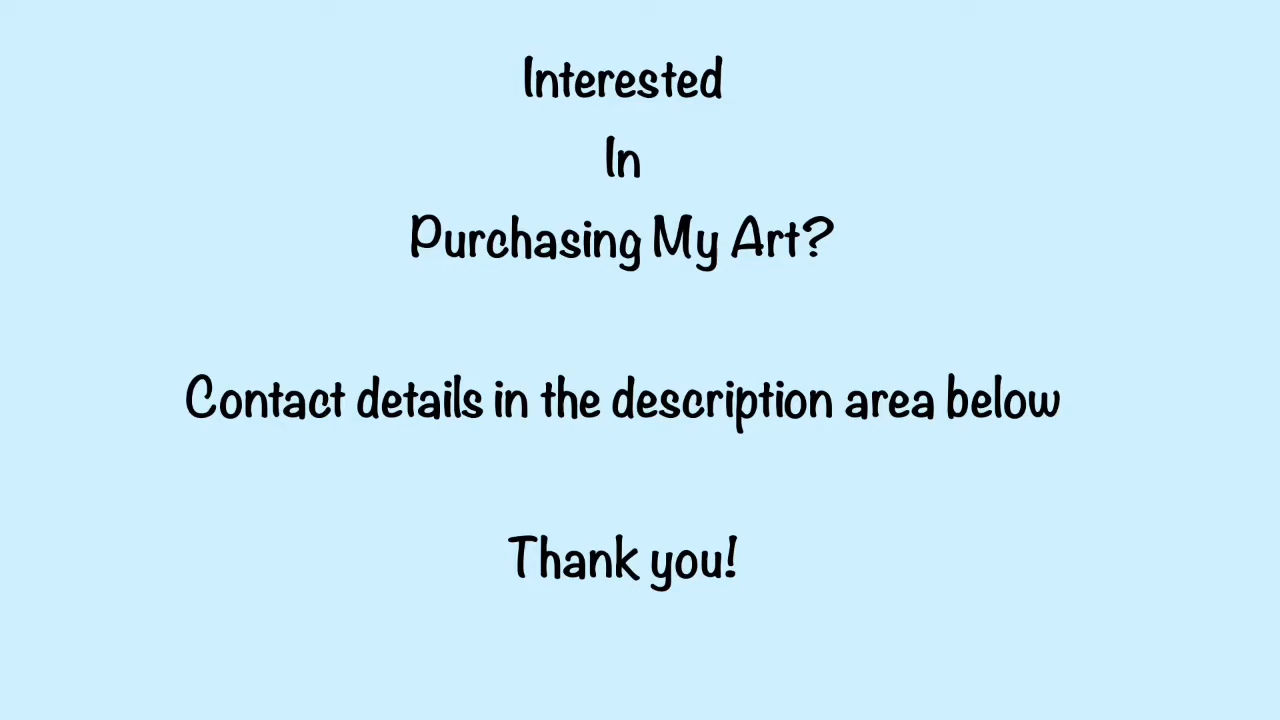 Interested
In
Purchasing My Art?
Contact details in the description area below
Thank you!